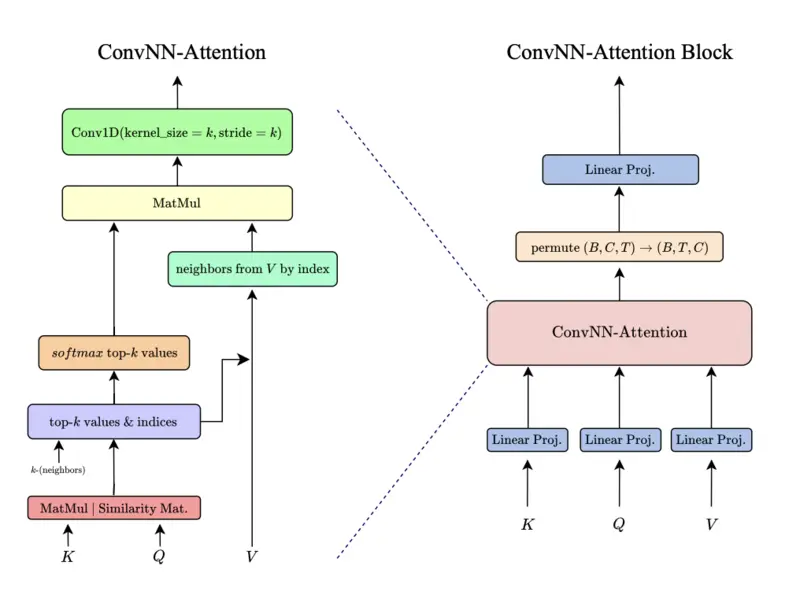 ConvNN-Attention
Conv1D(kernel_size = k, stride = k)
MatMul
neighbors from V by index
softmax top-k values
top-k values & indices
k-(neighbors)
MatMul | Similarity Mat.
K
Q
V
ConvNN-Attention Block
Linear Proj.
permute (B, C, T) → (B, T, C)
ConvNN-Attention
Linear Proj.
Linear Proj.
Linear Proj.
K
Q
V